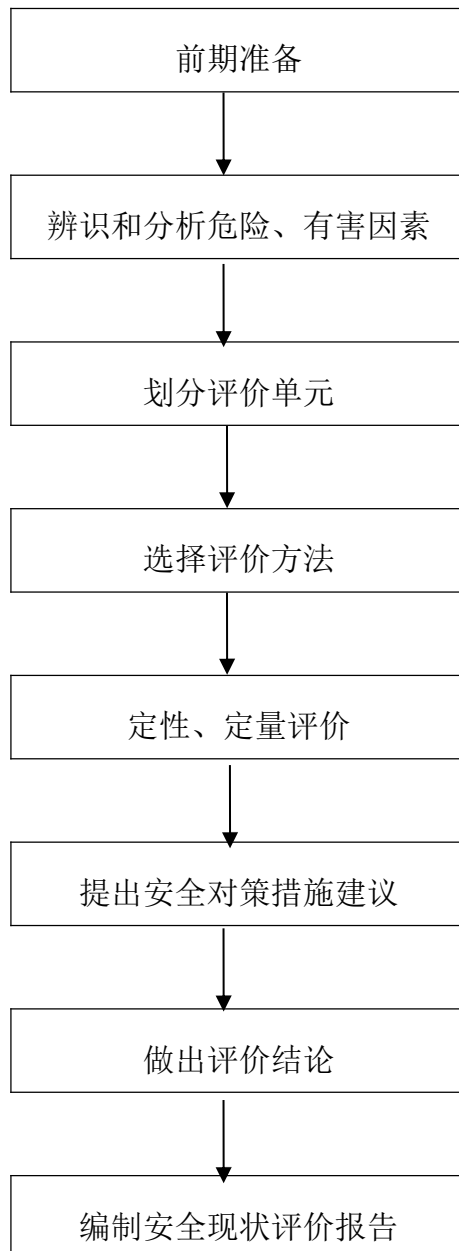 前期准备
辨识和分析危险、有害因素
划分评价单元
选择评价方法
定性、定量评价
提出安全对策措施建议
做出评价结论
编制安全现状评价报告